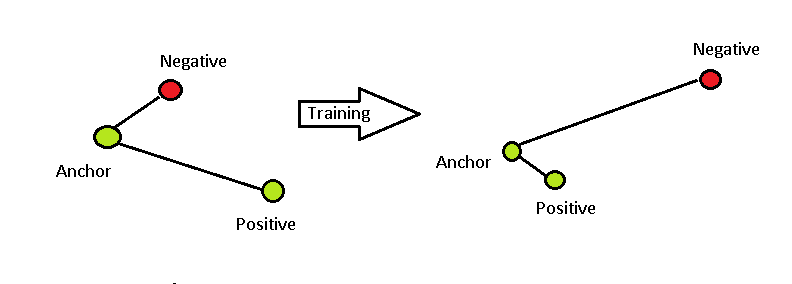 Negative
Anchor
Positive
Training
Negative
Anchor
Positive